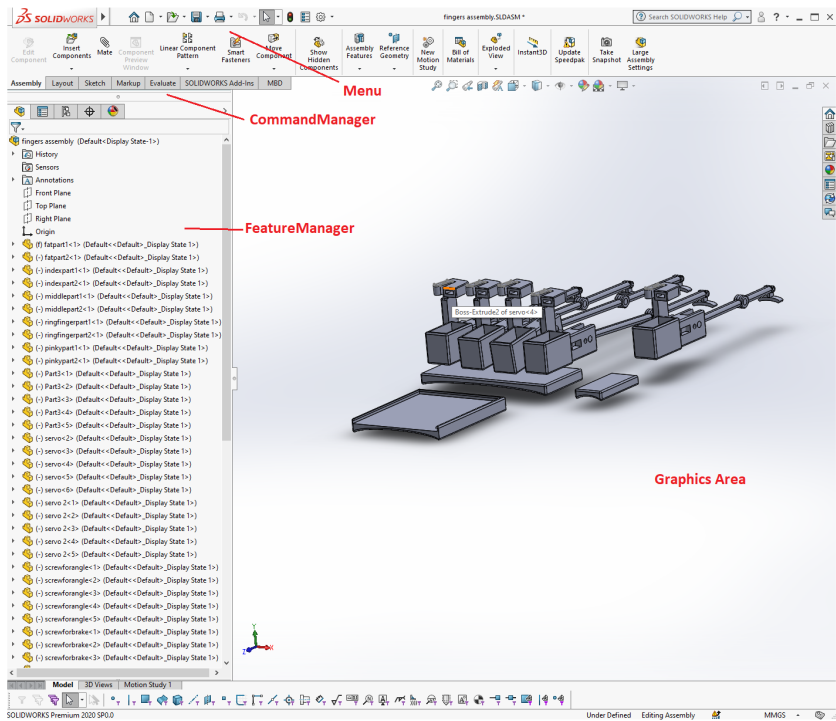 SOLIDWORKS
fingers assembly.SLDASM *
Search SOLIDWORKS Help
Edit Component
Insert Components
Mate
Component Preview Window
Linear Component Pattern
Smart Fasteners
Move Component
Show Hidden Components
Assembly Features
Reference Geometry
New Motion Study
Bill of Materials
Exploded View
Instant3D
Update Speedpak
Take Snapshot
Large Assembly Settings
Assembly Layout Sketch Markup Evaluate SOLIDWORKS Add-Ins MBD
Menu
CommandManager
fingers assembly (Default<Display State-1>)
History
Sensors
Annotations
Front Plane
Top Plane
Right Plane
Origin
FeatureManager
(f) fatpart1<1> (Default<<Default>_Display State 1>)
(-) fatpart2<1> (Default<<Default>_Display State 1>)
(-) indexpart1<1> (Default<<Default>_Display State 1>)
(-) indexpart2<1> (Default<<Default>_Display State 1>)
(-) middlepart1<1> (Default<<Default>_Display State 1>)
(-) middlepart2<1> (Default<<Default>_Display State 1>)
(-) ringfingerpart1<1> (Default<<Default>_Display State 1>)
(-) ringfingerpart2<1> (Default<<Default>_Display State 1>)
(-) pinkypart1<1> (Default<<Default>_Display State 1>)
(-) pinkypart2<1> (Default<<Default>_Display State 1>)
(-) Part3<1> (Default<<Default>_Display State 1>)
(-) Part3<2> (Default<<Default>_Display State 1>)
(-) Part3<3> (Default<<Default>_Display State 1>)
(-) Part3<4> (Default<<Default>_Display State 1>)
(-) Part3<5> (Default<<Default>_Display State 1>)
(-) servo<2> (Default<<Default>_Display State 1>)
(-) servo<3> (Default<<Default>_Display State 1>)
(-) servo<4> (Default<<Default>_Display State 1>)
(-) servo<5> (Default<<Default>_Display State 1>)
(-) servo<6> (Default<<Default>_Display State 1>)
(-) servo 2<1> (Default<<Default>_Display State 1>)
(-) servo 2<2> (Default<<Default>_Display State 1>)
(-) servo 2<3> (Default<<Default>_Display State 1>)
(-) servo 2<4> (Default<<Default>_Display State 1>)
(-) servo 2<5> (Default<<Default>_Display State 1>)
(-) screwforangle<1> (Default<<Default>_Display State 1>)
(-) screwforangle<2> (Default<<Default>_Display State 1>)
(-) screwforangle<3> (Default<<Default>_Display State 1>)
(-) screwforangle<4> (Default<<Default>_Display State 1>)
(-) screwforangle<5> (Default<<Default>_Display State 1>)
(-) screwforbrake<1> (Default<<Default>_Display State 1>)
(-) screwforbrake<2> (Default<<Default>_Display State 1>)
(-) screwforbrake<3> (Default<<Default>_Display State 1>)
Boss-Extrude2 of servo<4>
Graphics Area
Y
Z X
Model 3D Views Motion Study 1
SOLIDWORKS Premium 2020 SP0.0
Under Defined Editing Assembly MMGS